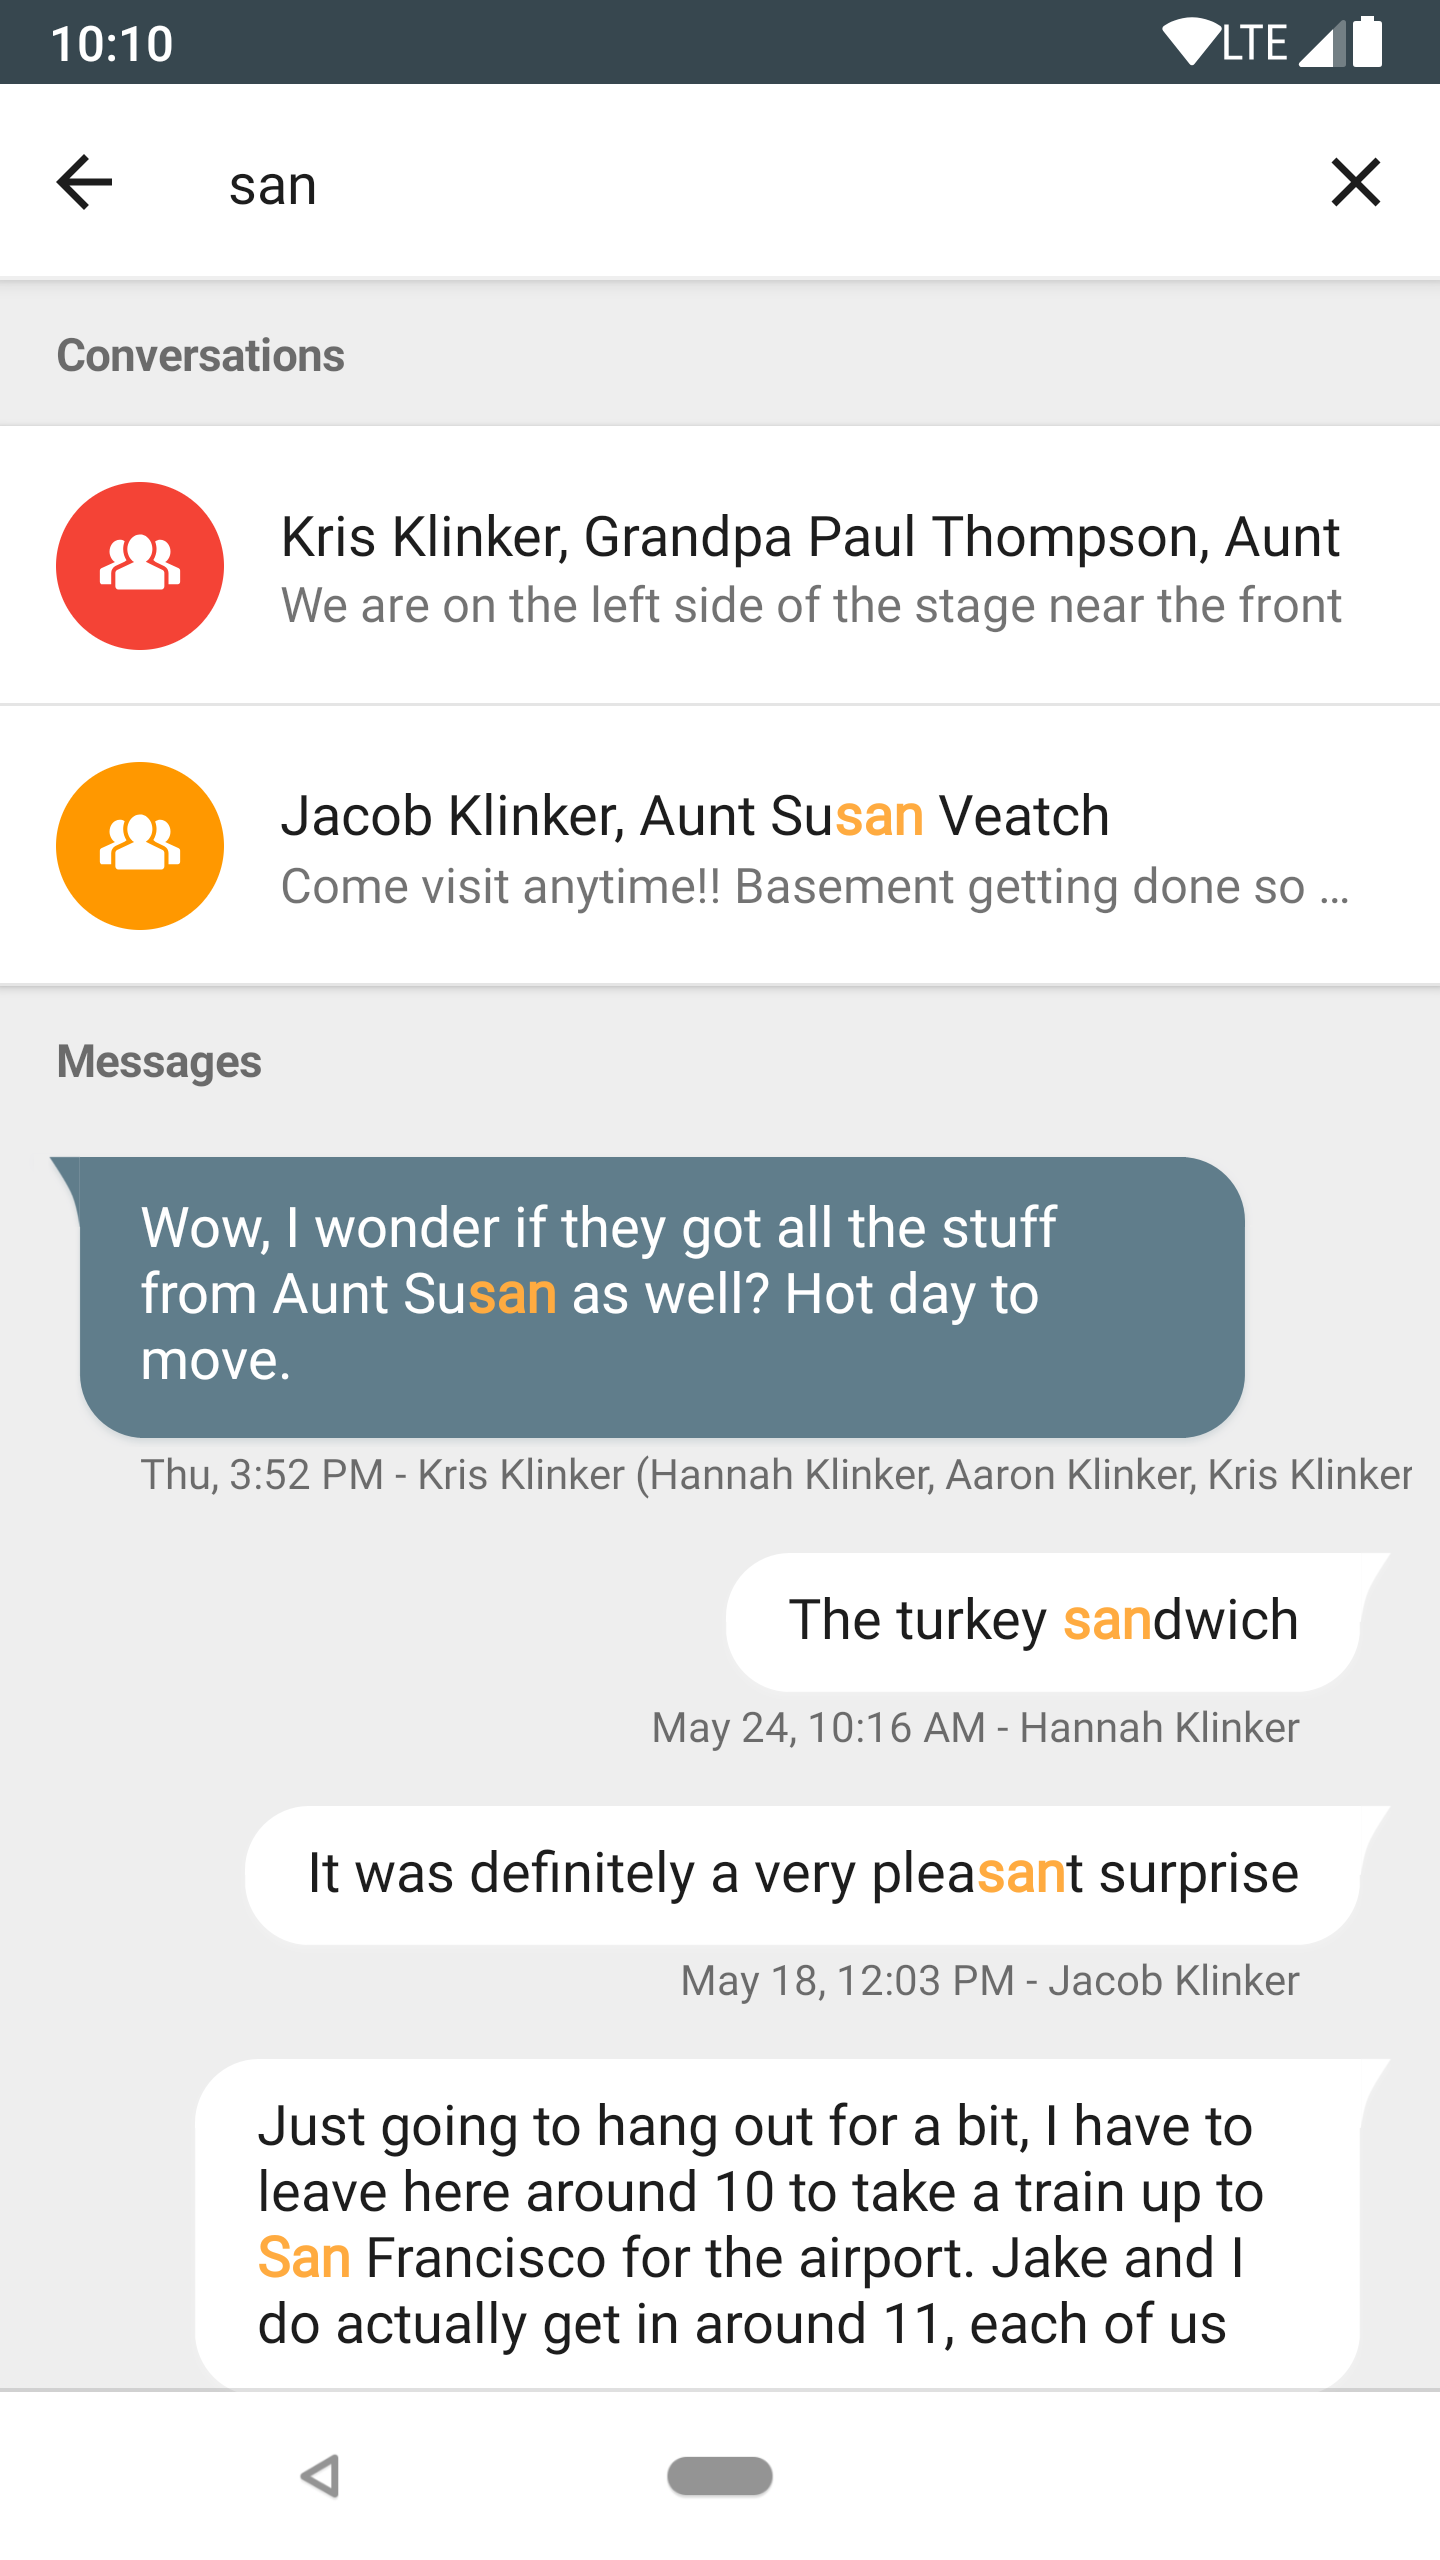 10:10
LTE
san
Conversations
Kris Klinker, Grandpa Paul Thompson, Aunt
We are on the left side of the stage near the front
Jacob Klinker, Aunt Susan Veatch
Come visit anytime!! Basement getting done so ...
Messages
Wow, I wonder if they got all the stuff
from Aunt Susan as well? Hot day to
move.
Thu, 3:52 PM - Kris Klinker (Hannah Klinker, Aaron Klinker, Kris Klinker
The turkey sandwich
May 24, 10:16 AM - Hannah Klinker
It was definitely a very pleasant surprise
May 18, 12:03 PM - Jacob Klinker
Just going to hang out for a bit, I have to
leave here around 10 to take a train up to
San Francisco for the airport. Jake and I
do actually get in around 11, each of us